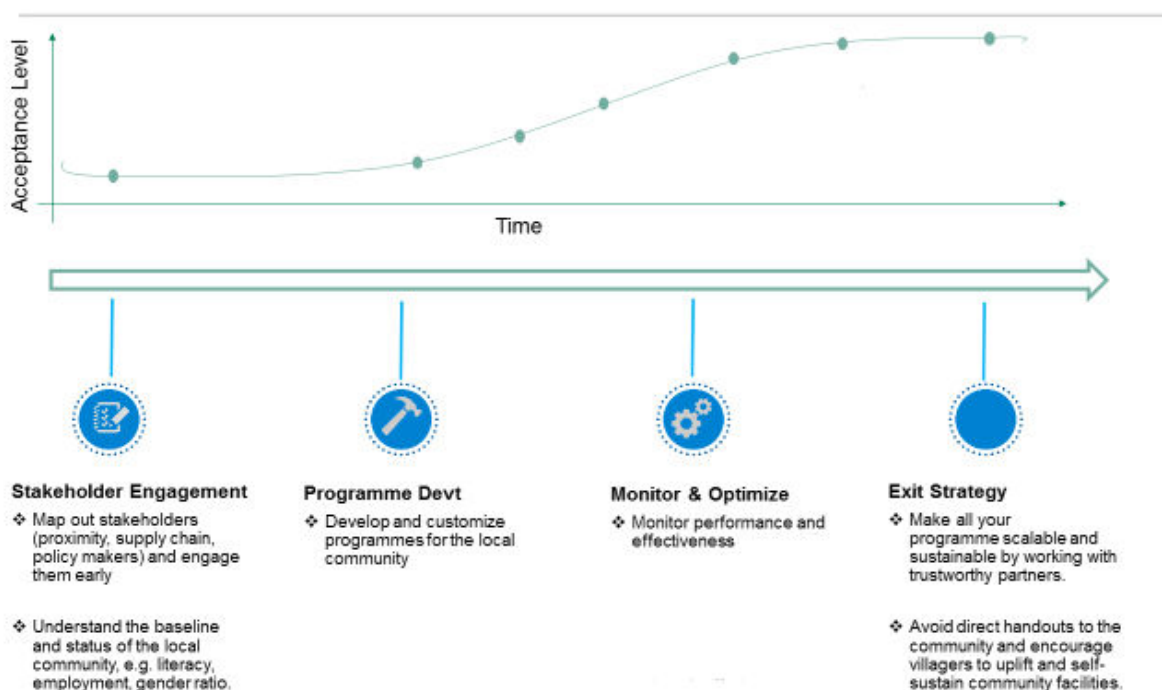 Acceptance Level
Time
Stakeholder Engagement
❖ Map out stakeholders
(proximity, supply chain,
policy makers) and engage
them early
❖ Understand the baseline
and status of the local
community, e.g. literacy,
employment, gender ratio.
Programme Devt
❖ Develop and customize
programmes for the local
community
Monitor & Optimize
❖ Monitor performance and
effectiveness
Exit Strategy
❖ Make all your
programme scalable and
sustainable by working with
trustworthy partners.
❖ Avoid direct handouts to the
community and encourage
villagers to uplift and self-
sustain community facilities.